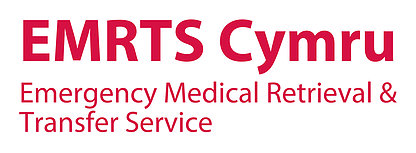 EMRTS Cymru
Emergency Medical Retrieval &
Transfer Service